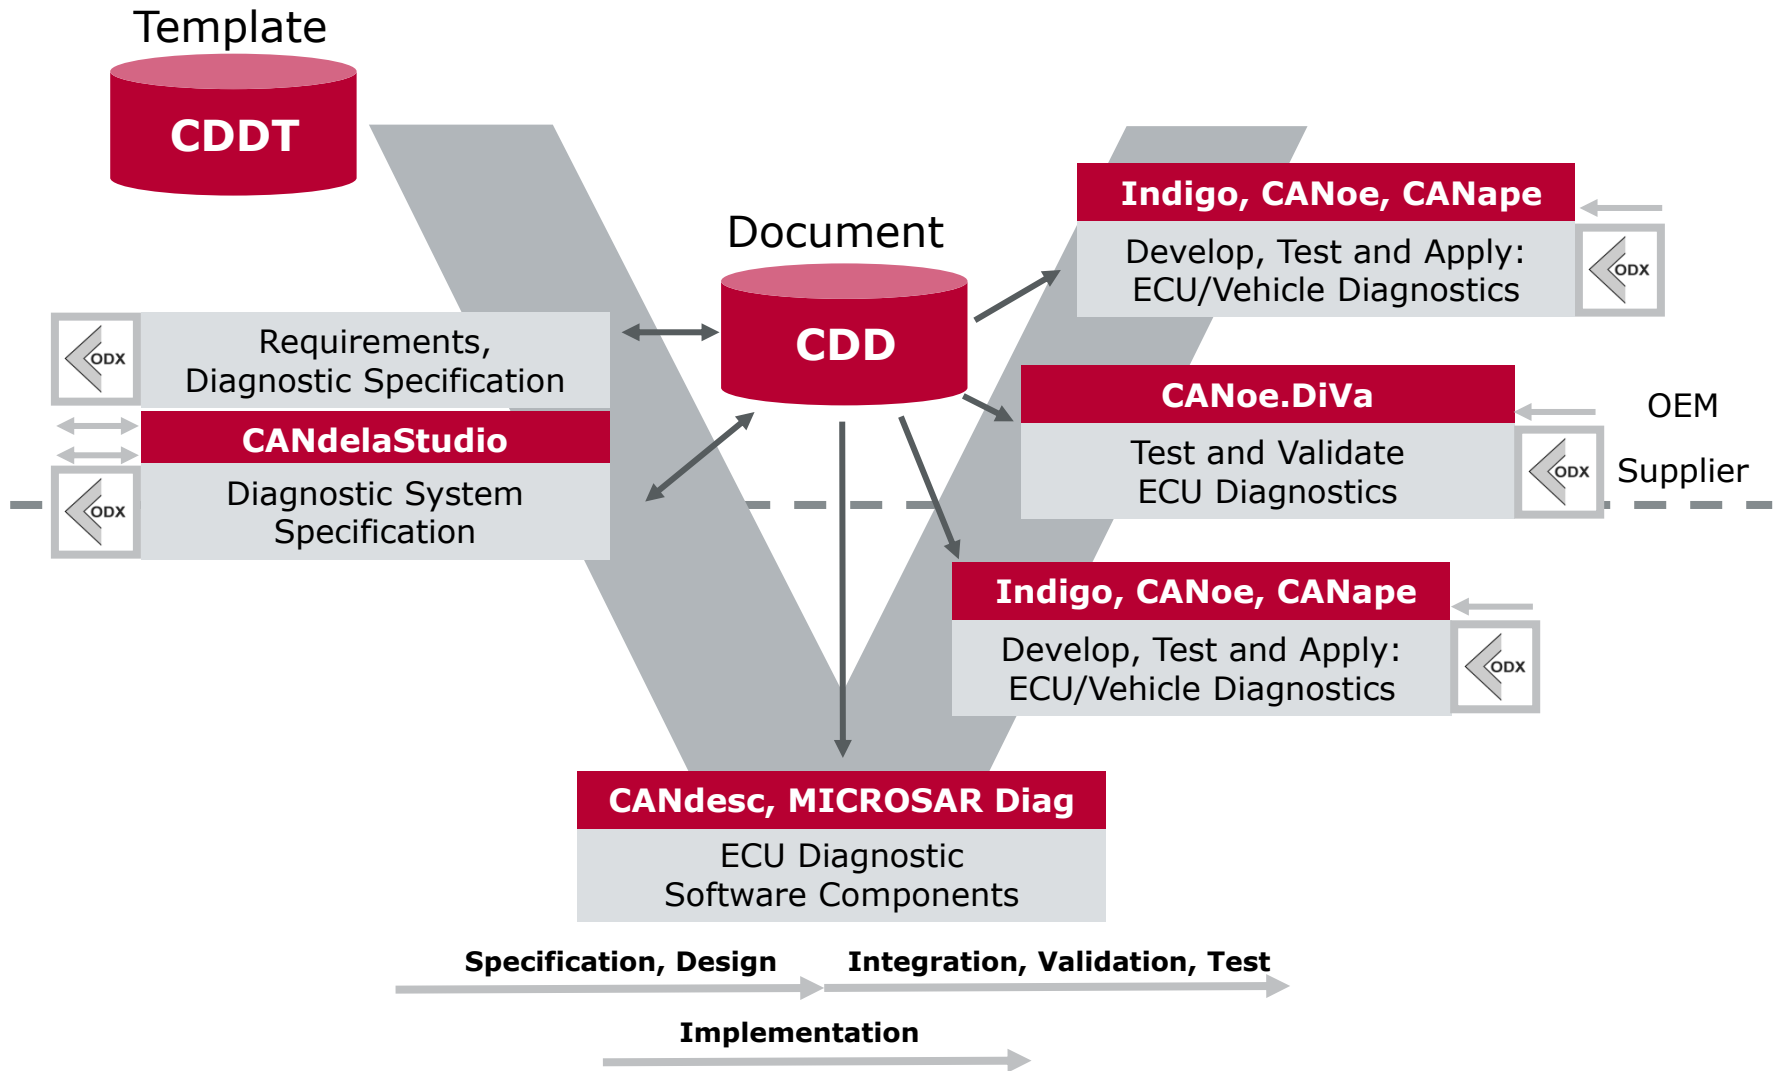 Template
CDDT
Document
CDD
Indigo, CANoe, CANape
Develop, Test and Apply:
ECU/Vehicle Diagnostics
ODX
Requirements,
Diagnostic Specification
ODX
CANdelaStudio
Diagnostic System
Specification
ODX
CANoe.DiVa
Test and Validate
ECU Diagnostics
ODX
OEM
Supplier
Indigo, CANoe, CANape
Develop, Test and Apply:
ECU/Vehicle Diagnostics
ODX
CANdesc, MICROSAR Diag
ECU Diagnostic
Software Components
Specification, Design
Integration, Validation, Test
Implementation